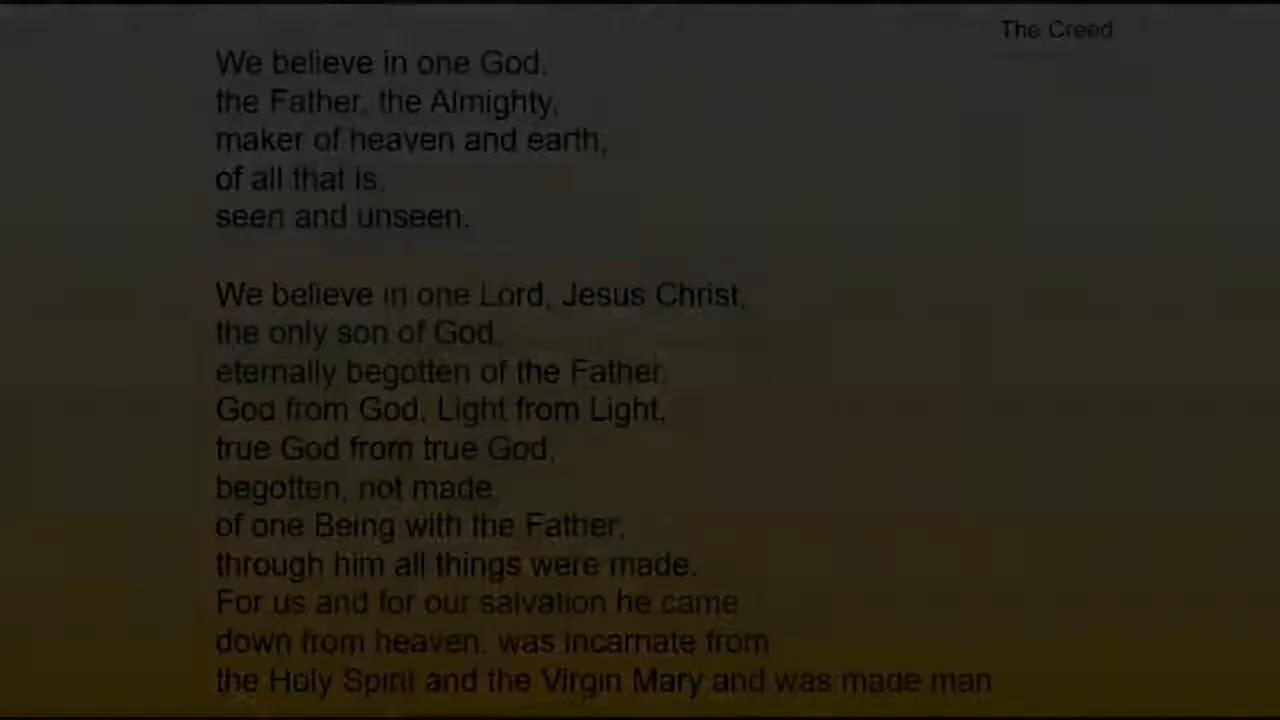 The Creed
We believe in one God,
the Father, the Almighty,
maker of heaven and earth,
of all that is,
seen and unseen.
We believe in one Lord, Jesus Christ,
the only son of God,
eternally begotten of the Father,
God from God, Light from Light,
true God from true God,
begotten, not made,
of one Being with the Father;
through him all things were made.
For us and for our salvation he came
down from heaven, was incarnate from
the Holy Spirit and the Virgin Mary and was made man